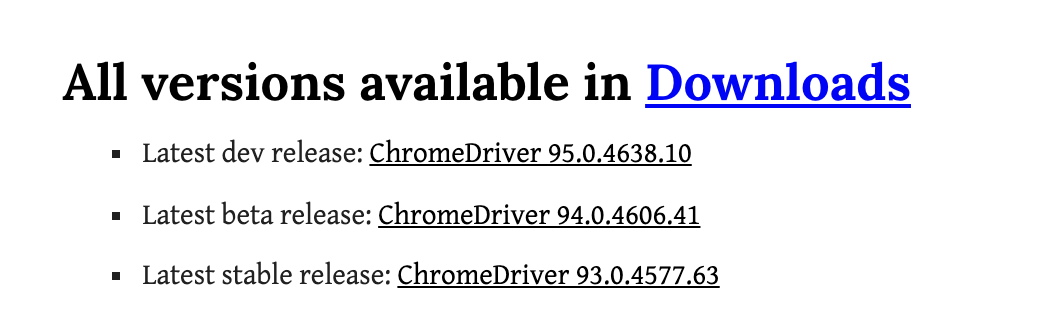 All versions available in Downloads
Latest dev release: ChromeDriver 95.0.4638.10
Latest beta release: ChromeDriver 94.0.4606.41
Latest stable release: ChromeDriver 93.0.4577.63